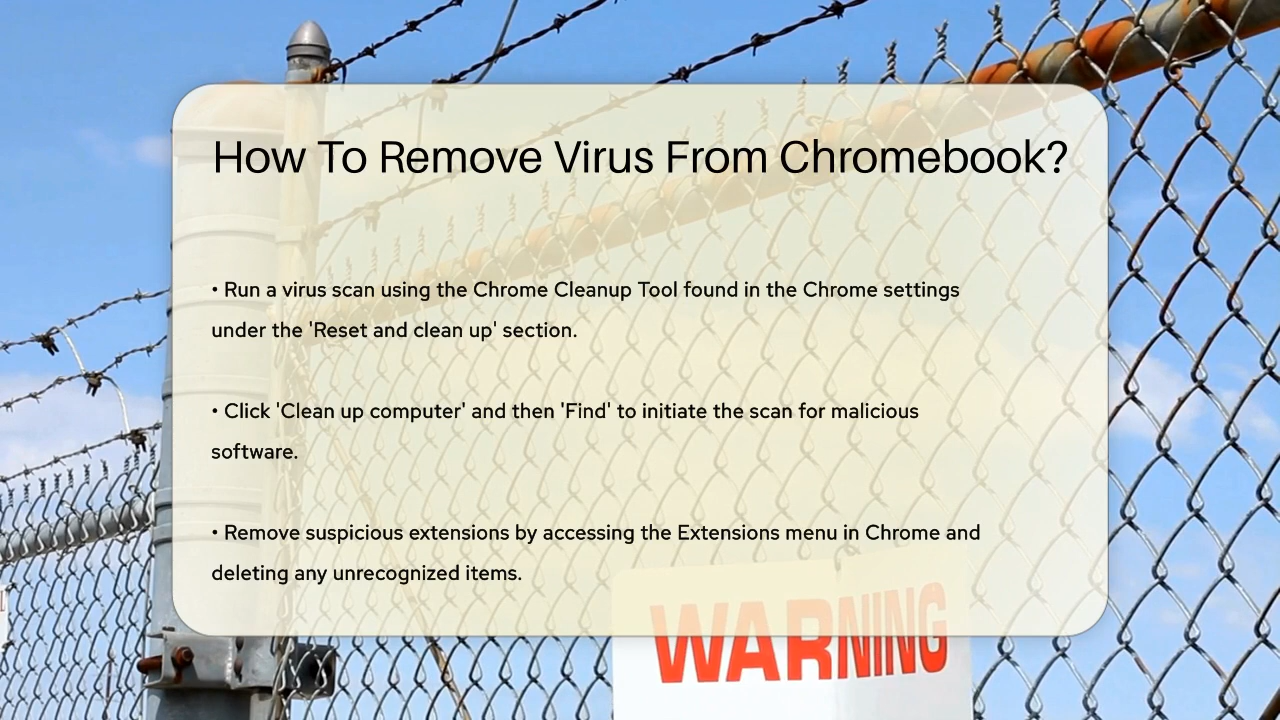 How To Remove Virus From Chromebook?
• Run a virus scan using the Chrome Cleanup Tool found in the Chrome settings
under the 'Reset and clean up' section.
• Click 'Clean up computer' and then 'Find' to initiate the scan for malicious
software.
• Remove suspicious extensions by accessing the Extensions menu in Chrome and
deleting any unrecognized items.
WARNING